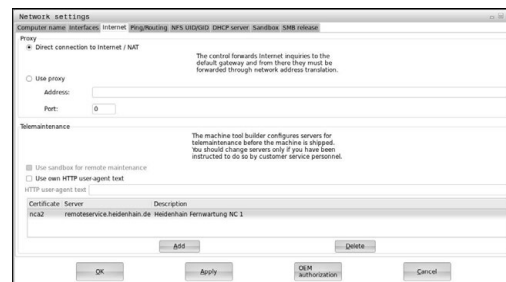 Network settings
Computer name Interfaces Internet Ping/Routing NFS UID/GID DHCP server Sandbox SMB release
Proxy
Direct connection to Internet / NAT
The control forwards Internet inquiries to the
default gateway and from there they must be
forwarded through network address translation.
Use proxy
Address:
Port: 0
Telemaintenance
The machine tool builder configures servers for
telemaintenance before the machine is shipped.
You should change servers only if you have been
instructed to do so by customer service personnel.
Use sandbox for remote maintenance
Use own HTTP user-agent text
HTTP user-agent text
Certificate Server Description
nca2 remoteservice.heidenhain.de Heidenhain Fernwartung NC 1
Add Delete
OK Apply OEM authorization Cancel